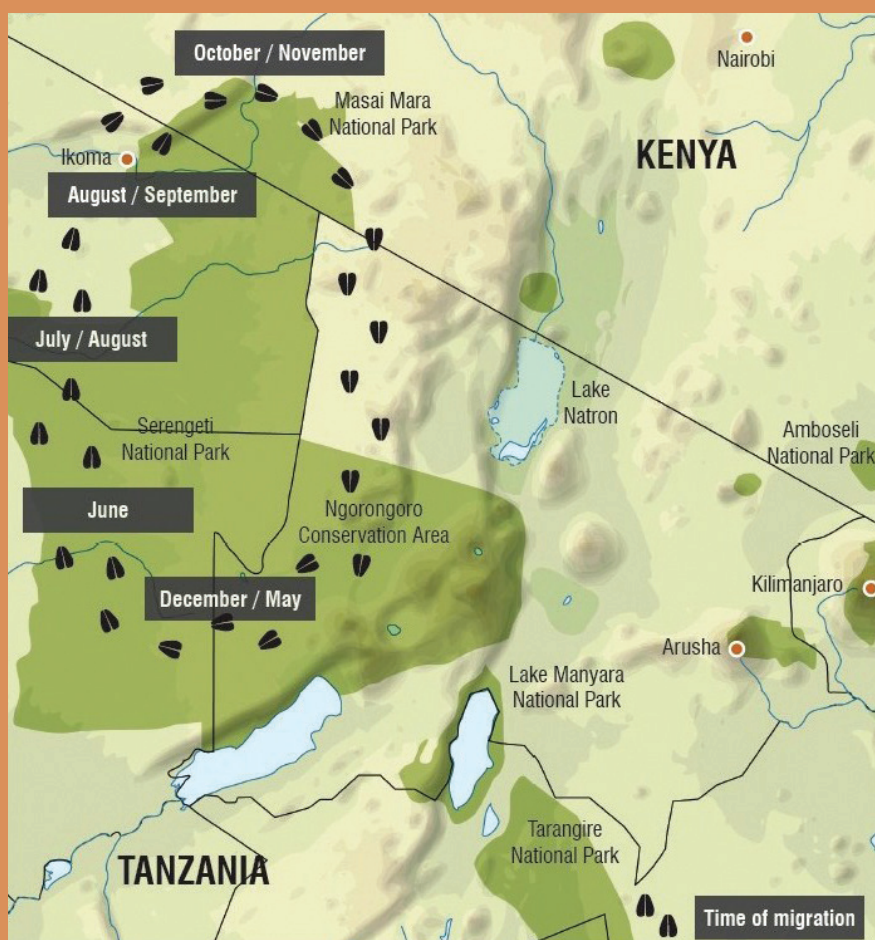 October / November
Nairobi
Masai Mara
National Park
KENYA
Ikoma
August / September
July / August
Lake
Natron
Serengeti
National Park
Amboseli
National Park
June
Ngorongoro
Conservation Area
December / May
Kilimanjaro
Arusha
Lake Manyara
National Park
Tarangire
National Park
TANZANIA
Time of migration